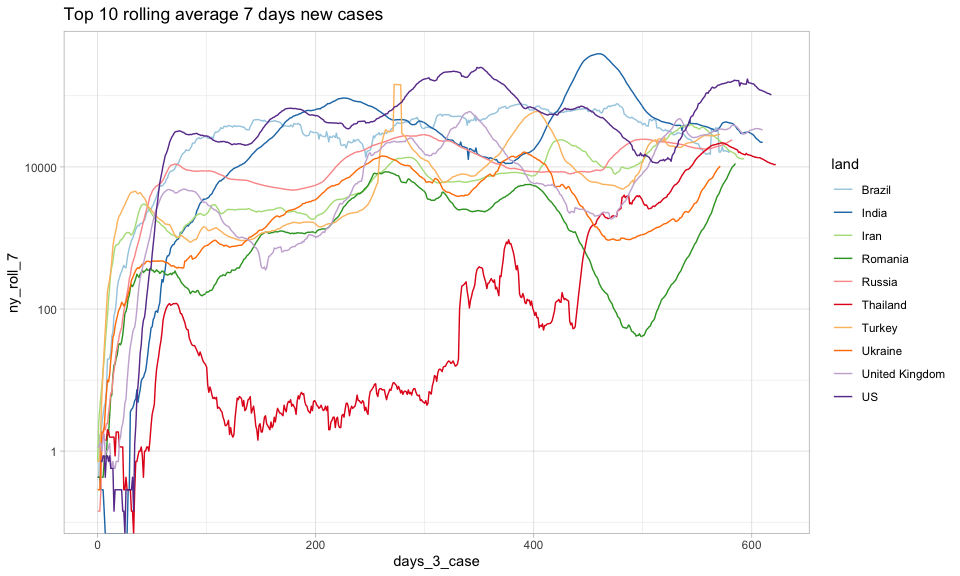 Top 10 rolling average 7 days new cases
ny_roll_7
10000
100
1
0
200
400
600
days_3_case
land
Brazil
India
Iran
Romania
Russia
Thailand
Turkey
Ukraine
United Kingdom
US